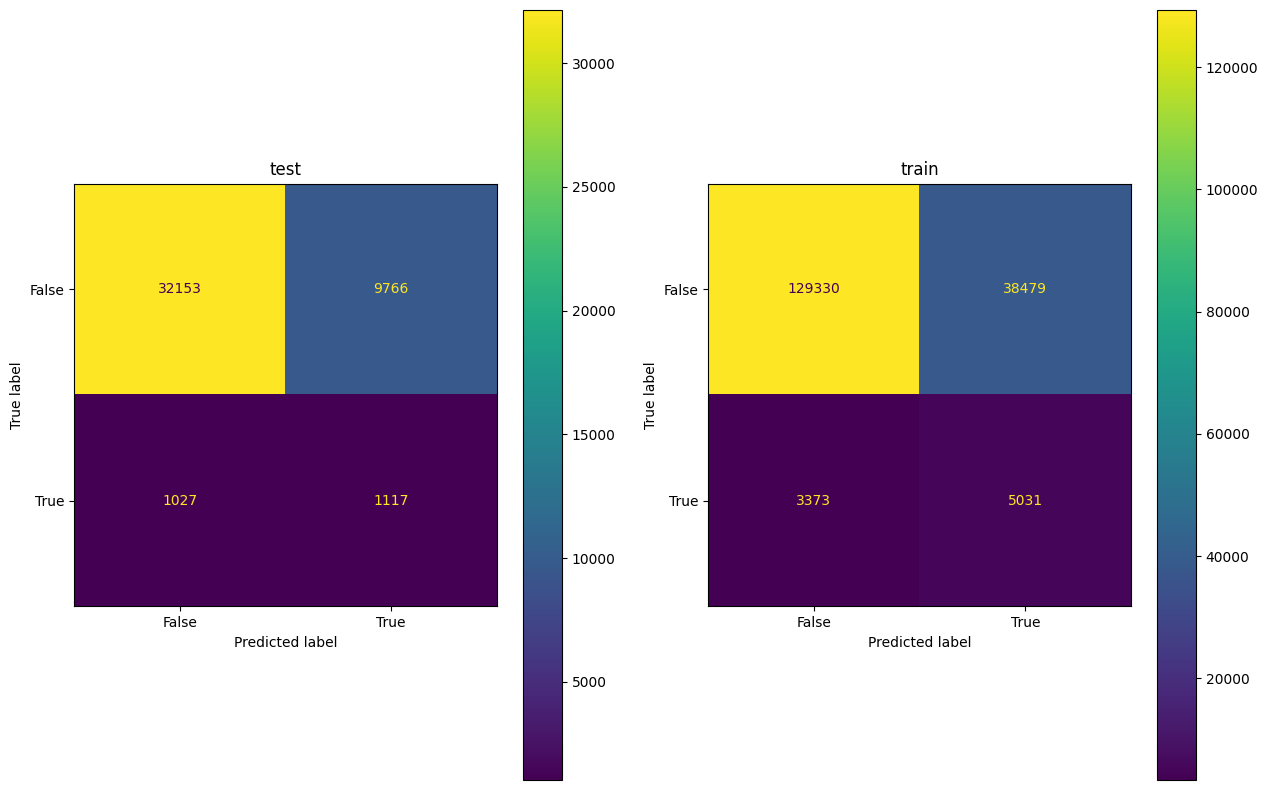 test
True label
False
True
32153
9766
1027
1117
False
True
Predicted label
30000
25000
20000
15000
10000
5000
train
True label
False
True
129330
38479
3373
5031
False
True
Predicted label
120000
100000
80000
60000
40000
20000